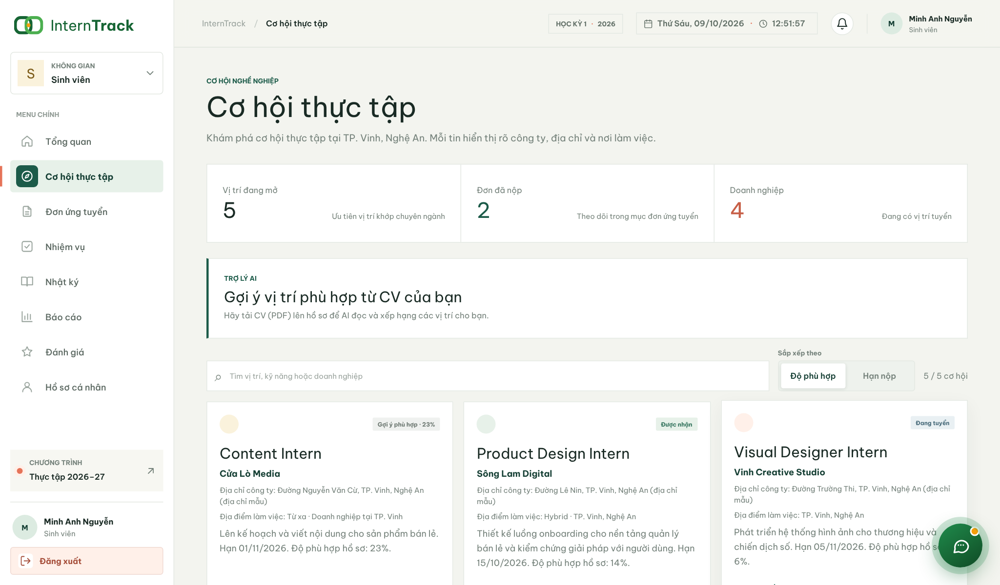 InternTrack
KHÔNG GIAN
S
Sinh viên
MENU CHÍNH
Tổng quan
Cơ hội thực tập
Đơn ứng tuyển
Nhiệm vụ
Nhật ký
Báo cáo
Đánh giá
Hồ sơ cá nhân
CHƯƠNG TRÌNH
Thực tập 2026–27
M
Minh Anh Nguyễn
Sinh viên
Đăng xuất
InternTrack / Cơ hội thực tập
HỌC KỲ 1 · 2026
Thứ Sáu, 09/10/2026 · 12:51:57
M
Minh Anh Nguyễn
Sinh viên
CƠ HỘI NGHỀ NGHIỆP
Cơ hội thực tập
Khám phá cơ hội thực tập tại TP. Vinh, Nghệ An. Mỗi tin hiển thị rõ công ty, địa chỉ và nơi làm việc.
Vị trí đang mở
5
Ưu tiên vị trí khớp chuyên ngành
Đơn đã nộp
2
Theo dõi trong mục đơn ứng tuyển
Doanh nghiệp
4
Đang có vị trí tuyển
TRỢ LÝ AI
Gợi ý vị trí phù hợp từ CV của bạn
Hãy tải CV (PDF) lên hồ sơ để AI đọc và xếp hạng các vị trí cho bạn.
Tìm vị trí, kỹ năng hoặc doanh nghiệp
Sắp xếp theo
Độ phù hợp
Hạn nộp
5 / 5 cơ hội
Gợi ý phù hợp · 23%
Content Intern
Cửa Lò Media
Địa chỉ công ty: Đường Nguyễn Văn Cừ, TP. Vinh, Nghệ An
(địa chỉ mẫu)
Địa điểm làm việc: Từ xa · Doanh nghiệp tại TP. Vinh
Lên kế hoạch và viết nội dung cho sản phẩm bán lẻ.
Hạn 01/11/2026. Độ phù hợp hồ sơ: 23%.
Được nhận
Product Design Intern
Sông Lam Digital
Địa chỉ công ty: Đường Lê Nin, TP. Vinh, Nghệ An (địa chỉ
mẫu)
Địa điểm làm việc: Hybrid · TP. Vinh, Nghệ An
Thiết kế luồng onboarding cho nền tảng quản lý
bán lẻ và kiểm chứng giải pháp với người dùng. Hạn
15/10/2026. Độ phù hợp hồ sơ: 14%.
Đang tuyển
Visual Designer Intern
Vinh Creative Studio
Địa chỉ công ty: Đường Trường Thi, TP. Vinh, Nghệ An (địa chỉ
mẫu)
Địa điểm làm việc: TP. Vinh, Nghệ An
Phát triển hệ thống hình ảnh cho thương hiệu và
chiến dịch số. Hạn 05/11/2026. Độ phù hợp hồ
6%.